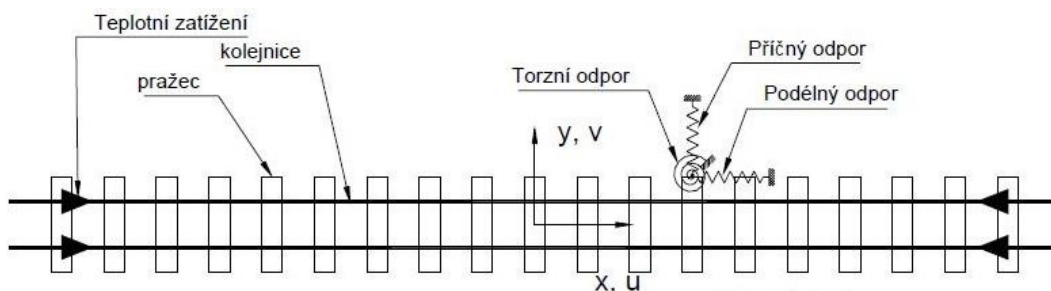 Teplotní zatížení
kolejnice
pražec
Příčný odpor
Torzní odpor
Podélný odpor
y, v
x, u